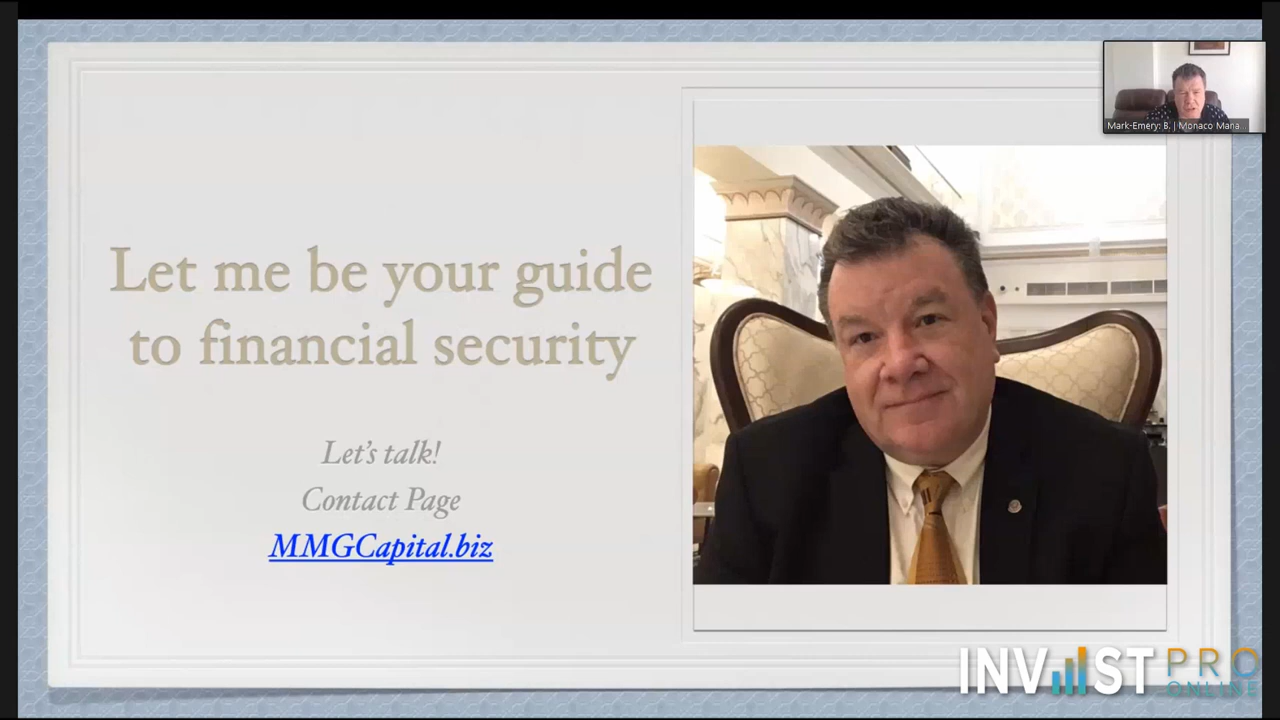 Let me be your guide
to financial security
Let's talk!
Contact Page
MMGCapital.biz
Mark-Emery: B. | Monaco Mana...
INVEST PRO
ONLINE